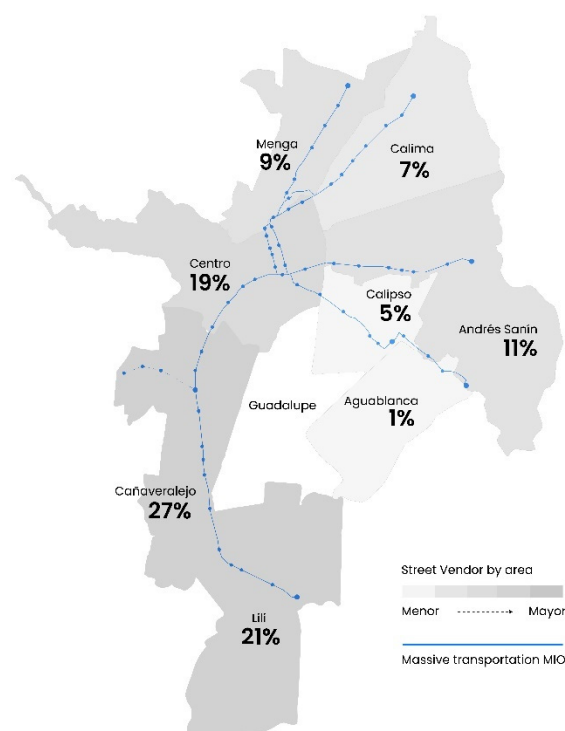 Menga
9%
Calima
7%
Centro
19%
Calipso
5%
Andrés Sanín
11%
Guadalupe
Aguablanca
1%
Cañaveralejo
27%
Lili
21%
Street Vendor by area
Menor
Mayor
Massive transportation MIO